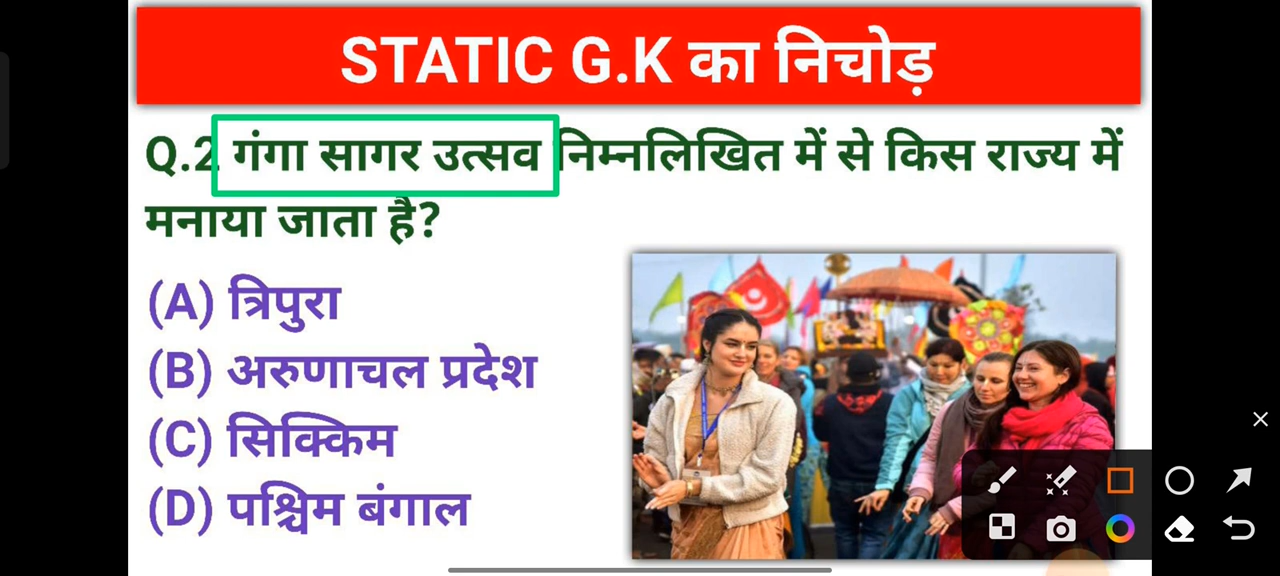 STATIC G.K का निचोड़
Q.2 गंगा सागर उत्सव निम्नलिखित में से किस राज्य में
मनाया जाता है?
(A) त्रिपुरा
(B) अरुणाचल प्रदेश
(C) सिक्किम
(D) पश्चिम बंगाल